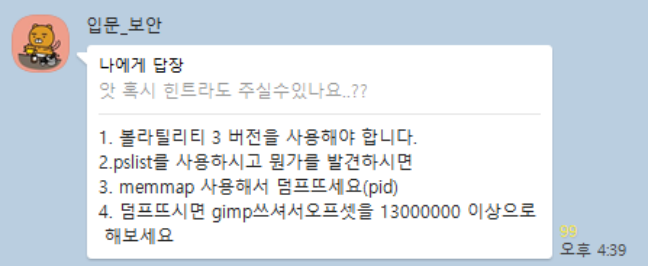 입문_보안
나에게 답장
앗 혹시 힌트라도 주실수있나요..??
1. 볼라틸리티 3 버전을 사용해야 합니다.
2.pslist를 사용하시고 뭔가를 발견하시면
3. memmap 사용해서 덤프뜨세요(pid)
4. 덤프뜨시면 gimp쓰셔서오프셋을 13000000 이상으로
해보세요
99
오후 4:39